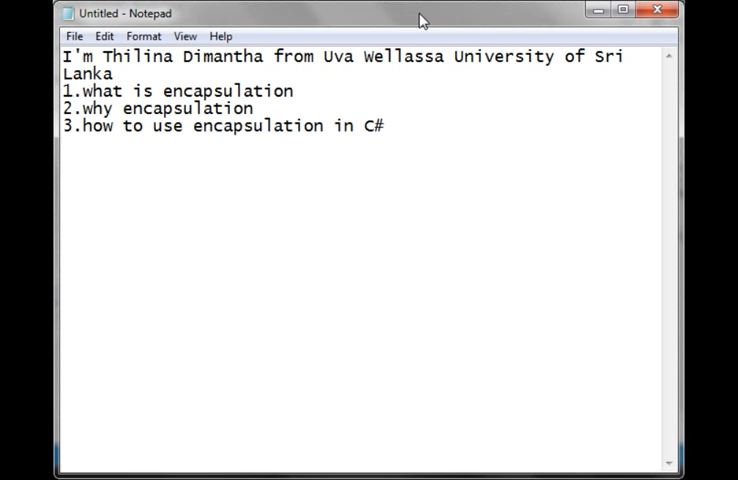 Untitled - Notepad
File Edit Format View Help
I'm Thilina Dimantha from Uva Wellassa University of Sri
Lanka
1.what is encapsulation
2.why encapsulation
3.how to use encapsulation in C#